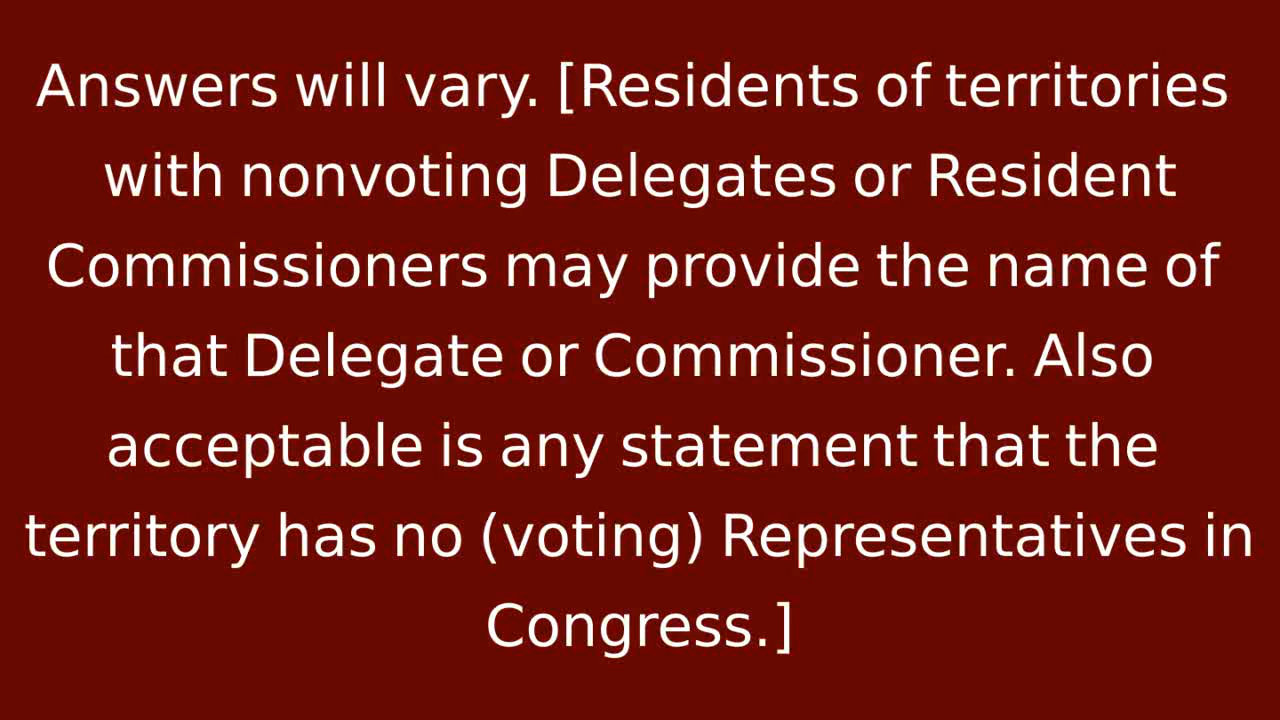 Answers will vary. [Residents of territories
with nonvoting Delegates or Resident
Commissioners may provide the name of
that Delegate or Commissioner. Also
acceptable is any statement that the
territory has no (voting) Representatives in
Congress.]